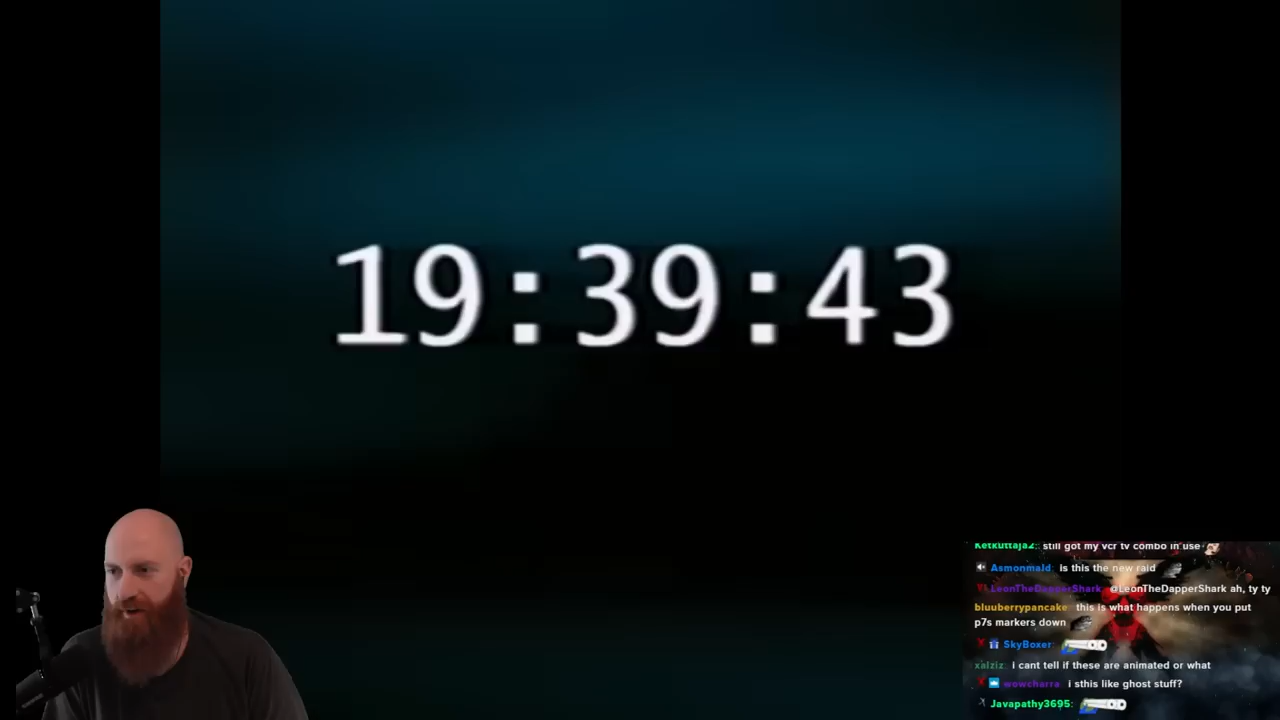 19:39:43
Ketkuttaja2: still got my vcr tv combo in use
Asmonmald: is this the new raid
LeonTheDapperShark: @LeonTheDapperShark ah, ty ty
bluuberrypancake: this is what happens when you put
p7s markers down
SkyBoxer:
xalziz: i cant tell if these are animated or what
wowcharra: i sthis like ghost stuff?
Javapathy3695: